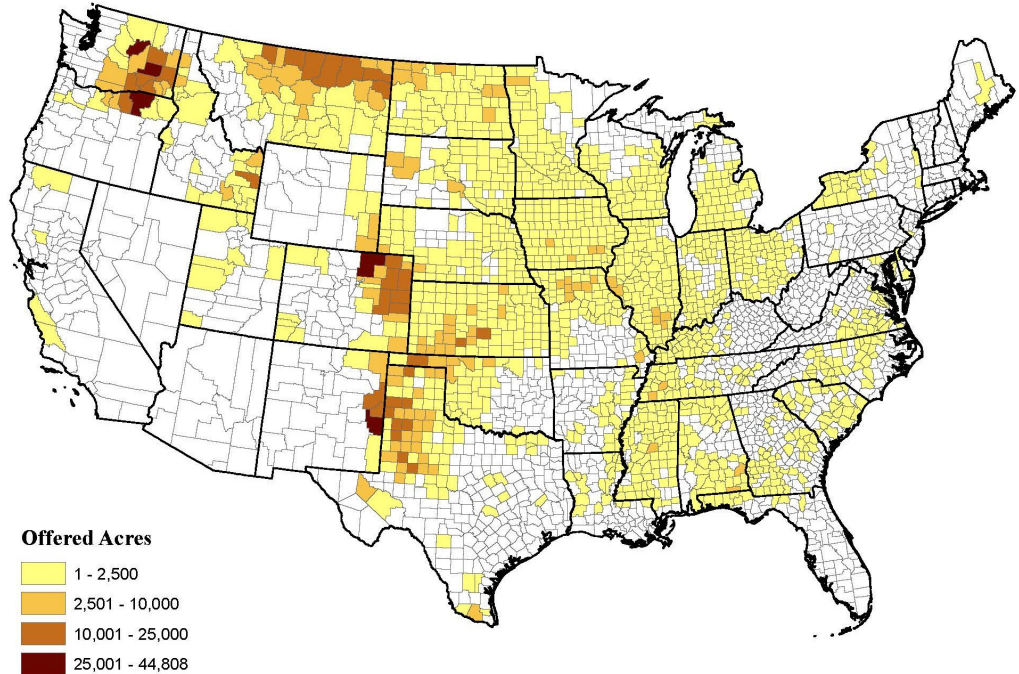 Offered Acres
1 - 2,500
2,501 - 10,000
10,001 - 25,000
25,001 - 44,808